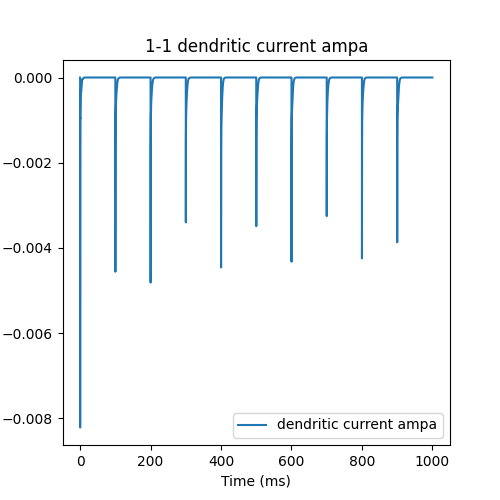 1-1 dendritic current ampa
0.000
−0.002
−0.004
−0.006
−0.008
0 200 400 600 800 1000
Time (ms)
dendritic current ampa